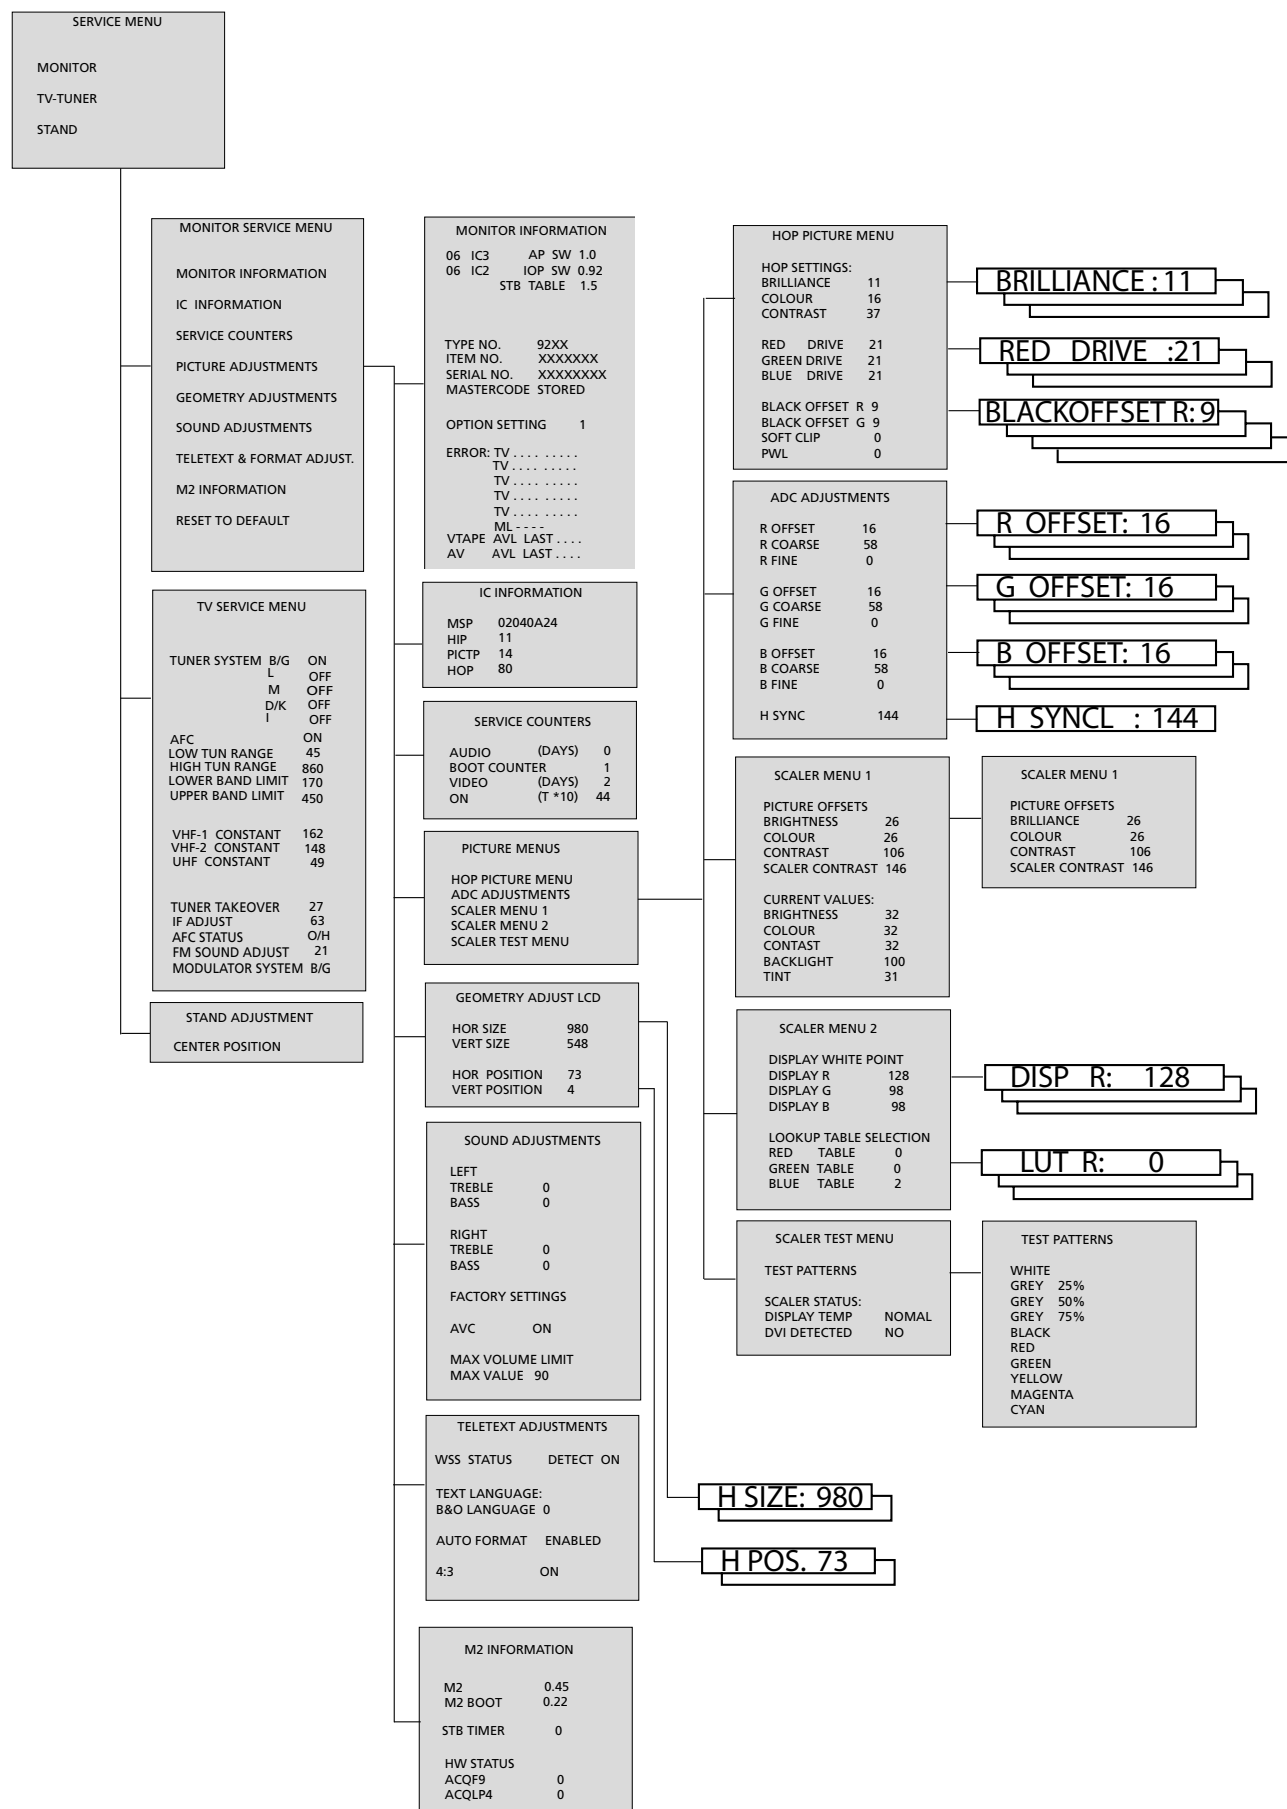 SERVICE MENU
MONITOR
TV-TUNER
STAND
MONITOR SERVICE MENU
MONITOR INFORMATION
IC INFORMATION
SERVICE COUNTERS
PICTURE ADJUSTMENTS
GEOMETRY ADJUSTMENTS
SOUND ADJUSTMENTS
TELETEXT & FORMAT ADJUST.
M2 INFORMATION
RESET TO DEFAULT
TV SERVICE MENU
TUNER SYSTEM B/G ON
L OFF
M OFF
D/K OFF
I OFF
AFC ON
LOW TUN RANGE 45
HIGH TUN RANGE 860
LOWER BAND LIMIT 170
UPPER BAND LIMIT 450
VHF-1 CONSTANT 162
VHF-2 CONSTANT 148
UHF CONSTANT 49
TUNER TAKEOVER 27
IF ADJUST 63
AFC STATUS O/H
FM SOUND ADJUST 21
MODULATOR SYSTEM B/G
STAND ADJUSTMENT
CENTER POSITION
MONITOR INFORMATION
06 IC3 AP SW 1.0
06 IC2 IOP SW 0.92
STB TABLE 1.5
TYPE NO. 92XX
ITEM NO. XXXXXXX
SERIAL NO. XXXXXXXX
MASTERCODE STORED
OPTION SETTING 1
ERROR: TV . . . . . . . . .
TV . . . . . . . . .
TV . . . . . . . . .
TV . . . . . . . . .
TV . . . . . . . . .
ML - - - -
VTAPE AVL LAST . . . .
AV AVL LAST . . . .
IC INFORMATION
MSP 02040A24
HIP 11
PICTP 14
HOP 80
SERVICE COUNTERS
AUDIO (DAYS) 0
BOOT COUNTER 1
VIDEO (DAYS) 2
ON (T *10) 44
PICTURE MENUS
HOP PICTURE MENU
ADC ADJUSTMENTS
SCALER MENU 1
SCALER MENU 2
SCALER TEST MENU
GEOMETRY ADJUST LCD
HOR SIZE 980
VERT SIZE 548
HOR POSITION 73
VERT POSITION 4
SOUND ADJUSTMENTS
LEFT
TREBLE 0
BASS 0
RIGHT
TREBLE 0
BASS 0
FACTORY SETTINGS
AVC ON
MAX VOLUME LIMIT
MAX VALUE 90
TELETEXT ADJUSTMENTS
WSS STATUS DETECT ON
TEXT LANGUAGE:
B&O LANGUAGE 0
AUTO FORMAT ENABLED
4:3 ON
M2 INFORMATION
M2 0.45
M2 BOOT 0.22
STB TIMER 0
HW STATUS
ACQF9 0
ACQLP4 0
HOP PICTURE MENU
HOP SETTINGS:
BRILLIANCE 11
COLOUR 16
CONTRAST 37
RED DRIVE 21
GREEN DRIVE 21
BLUE DRIVE 21
BLACK OFFSET R 9
BLACK OFFSET G 9
SOFT CLIP 0
PWL 0
ADC ADJUSTMENTS
R OFFSET 16
R COARSE 58
R FINE 0
G OFFSET 16
G COARSE 58
G FINE 0
B OFFSET 16
B COARSE 58
B FINE 0
H SYNC 144
SCALER MENU 1
PICTURE OFFSETS
BRIGHTNESS 26
COLOUR 26
CONTRAST 106
SCALER CONTRAST 146
CURRENT VALUES:
BRIGHTNESS 32
COLOUR 32
CONTAST 32
BACKLIGHT 100
TINT 31
SCALER MENU 2
DISPLAY WHITE POINT
DISPLAY R 128
DISPLAY G 98
DISPLAY B 98
LOOKUP TABLE SELECTION
RED TABLE 0
GREEN TABLE 0
BLUE TABLE 2
SCALER TEST MENU
TEST PATTERNS
SCALER STATUS:
DISPLAY TEMP NOMAL
DVI DETECTED NO
H SIZE: 980
H POS. 73
BRILLIANCE : 11
RED DRIVE :21
BLACKOFFSET R: 9
R OFFSET: 16
G OFFSET: 16
B OFFSET: 16
H SYNCL : 144
SCALER MENU 1
PICTURE OFFSETS
BRILLIANCE 26
COLOUR 26
CONTRAST 106
SCALER CONTRAST 146
DISP R: 128
LUT R: 0
TEST PATTERNS
WHITE
GREY 25%
GREY 50%
GREY 75%
BLACK
RED
GREEN
YELLOW
MAGENTA
CYAN